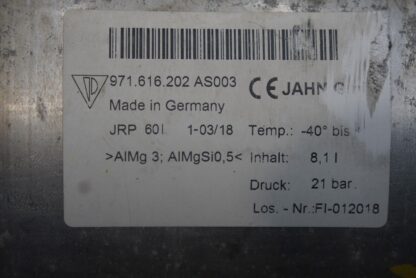 971.616.202 AS003 CE JAHN G
Made in Germany
JRP 60I 1-03/18 Temp.: -40° bis
>AlMg 3; AlMgSi0,5< Inhalt: 8,1 l
Druck: 21 bar.
Los. - Nr.:FI-012018